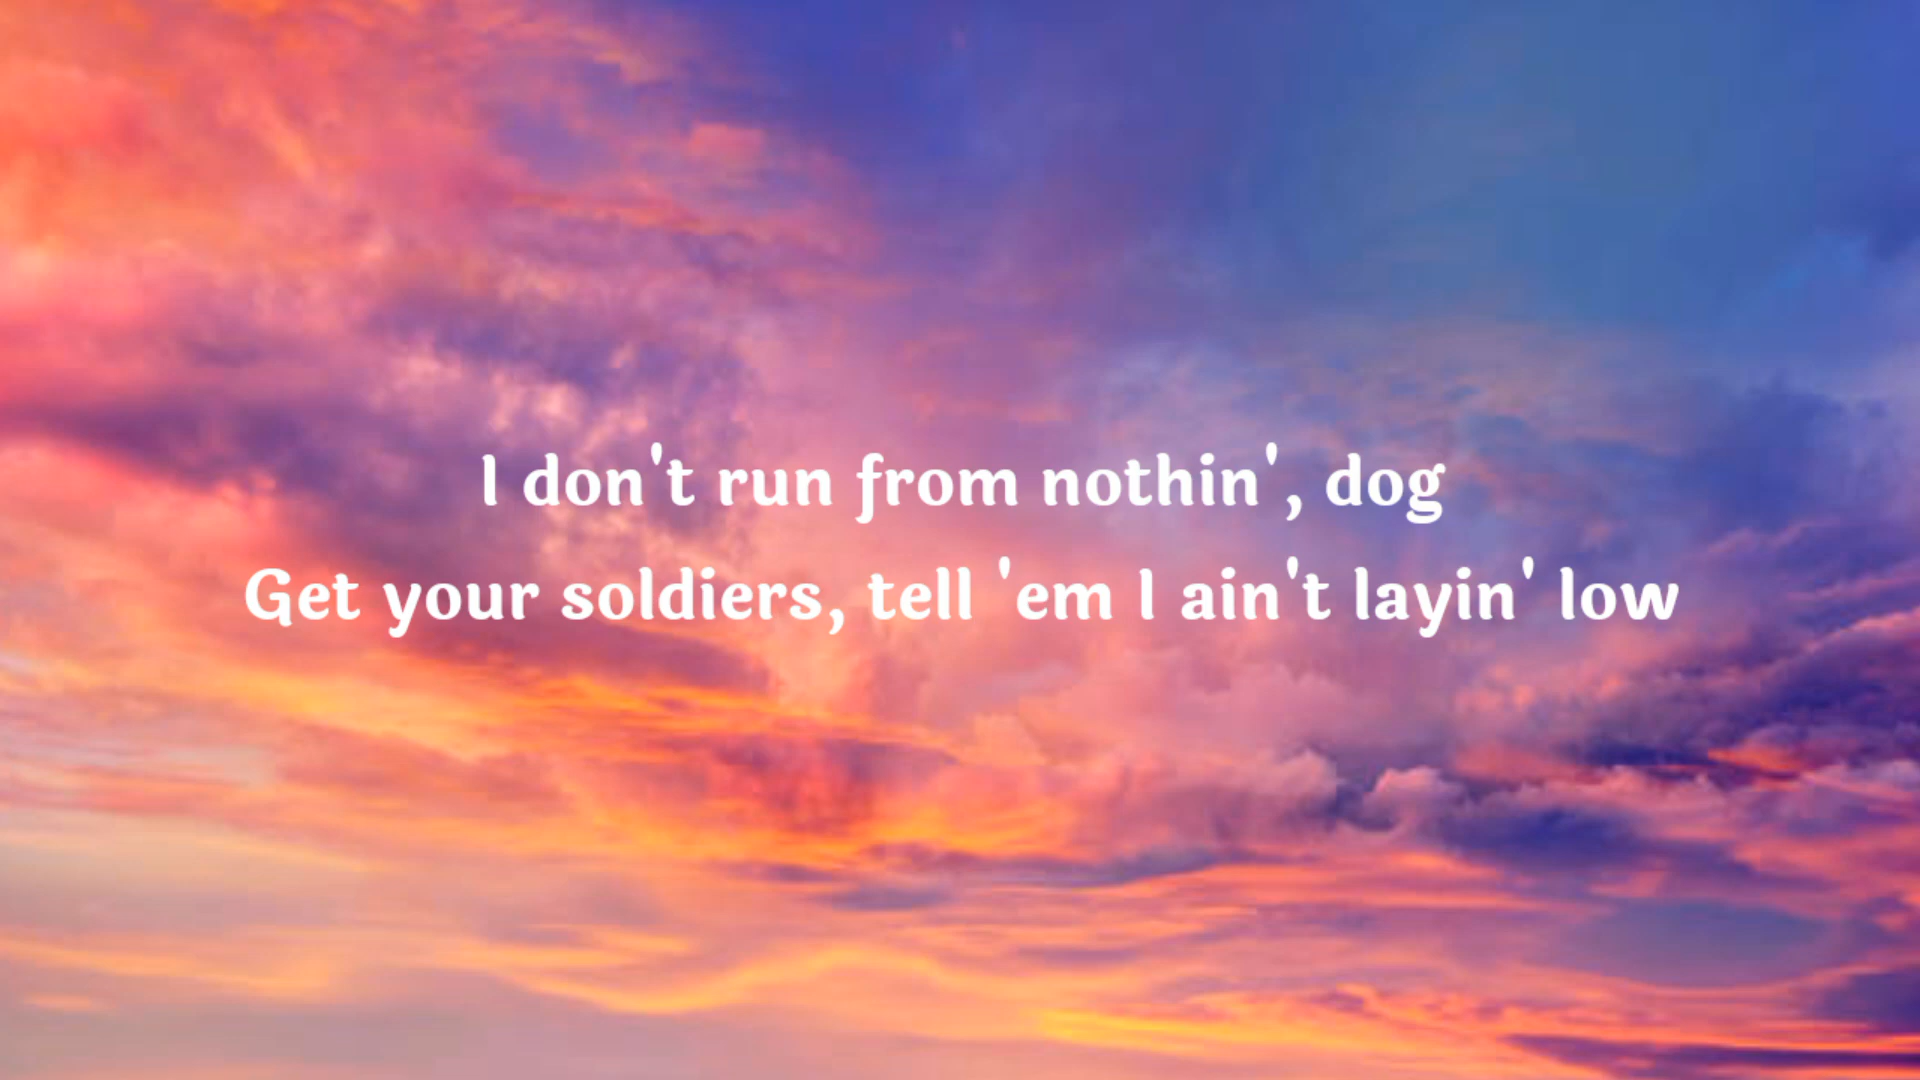 I don't run from nothin', dog
Get your soldiers, tell 'em I ain't layin' low